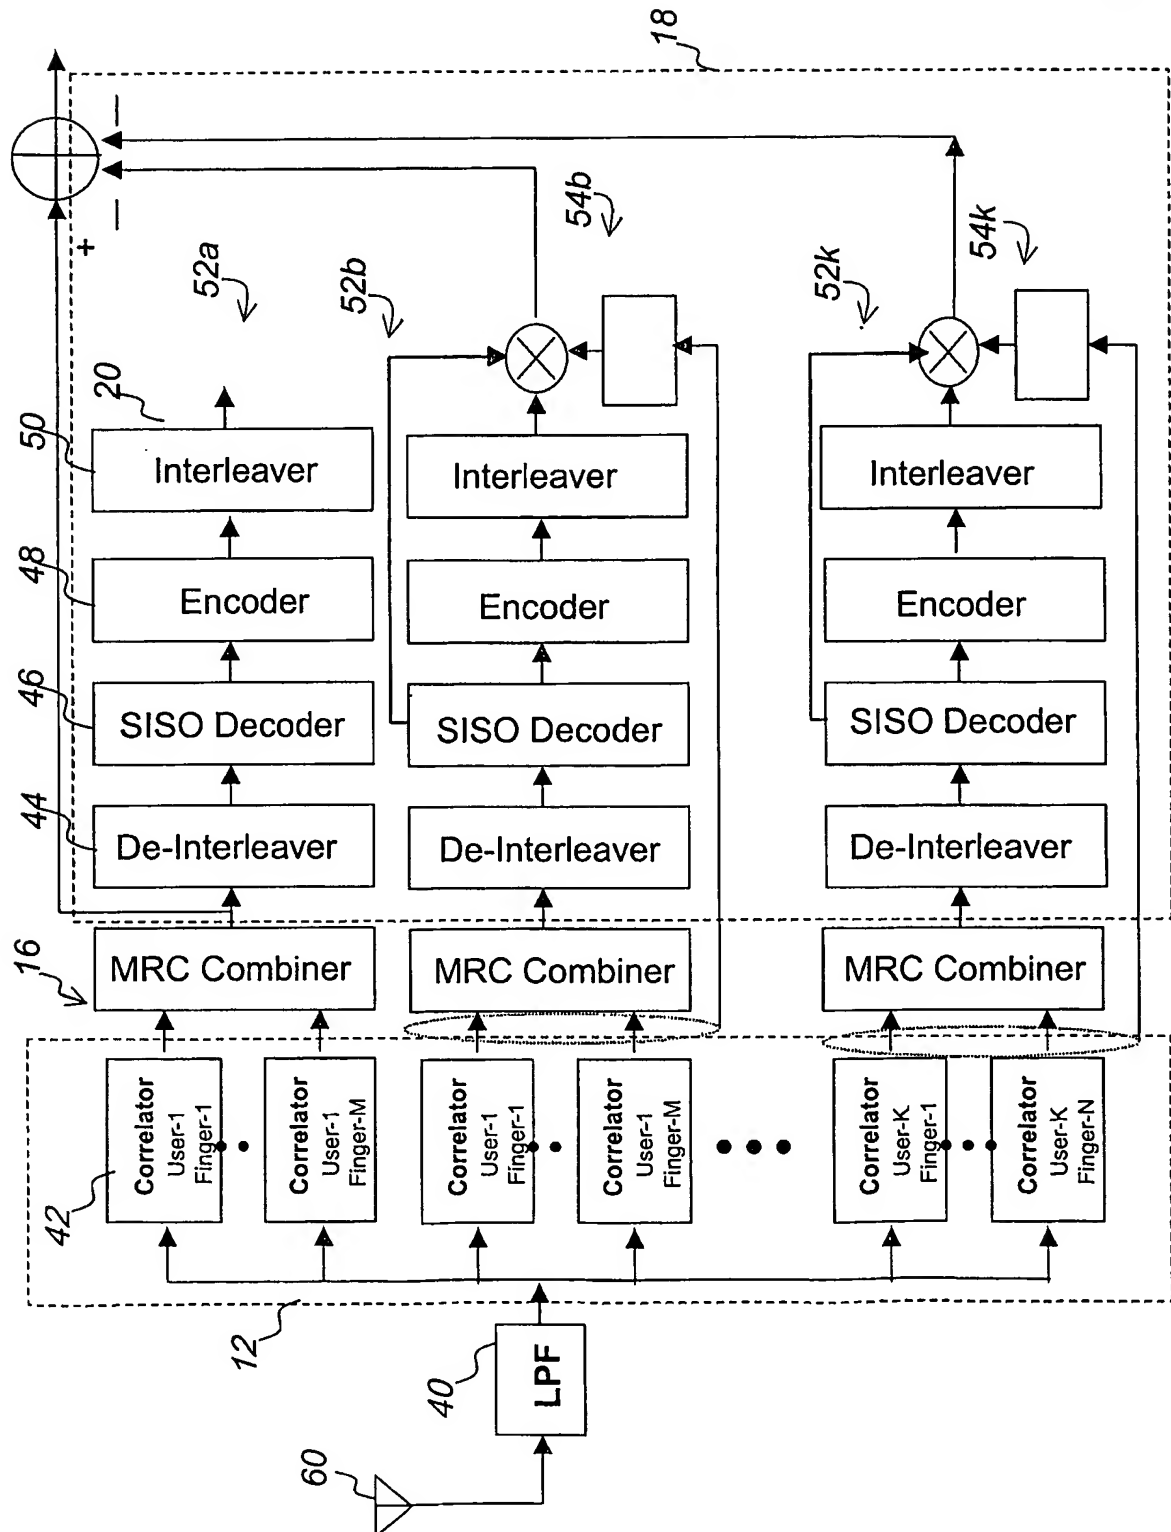 18
+
—
—
52a
52b
54b
52k
54k
20
50
Interleaver
Interleaver
Interleaver
48
Encoder
Encoder
Encoder
46
SISO Decoder
SISO Decoder
SISO Decoder
44
De-Interleaver
De-Interleaver
De-Interleaver
16
MRC Combiner
MRC Combiner
MRC Combiner
42
Correlator
User-1
Finger-1
Correlator
User-1
Finger-M
Correlator
User-1
Finger-1
Correlator
User-1
Finger-M
Correlator
User-K
Finger-1
Correlator
User-K
Finger-N
12
40
LPF
60